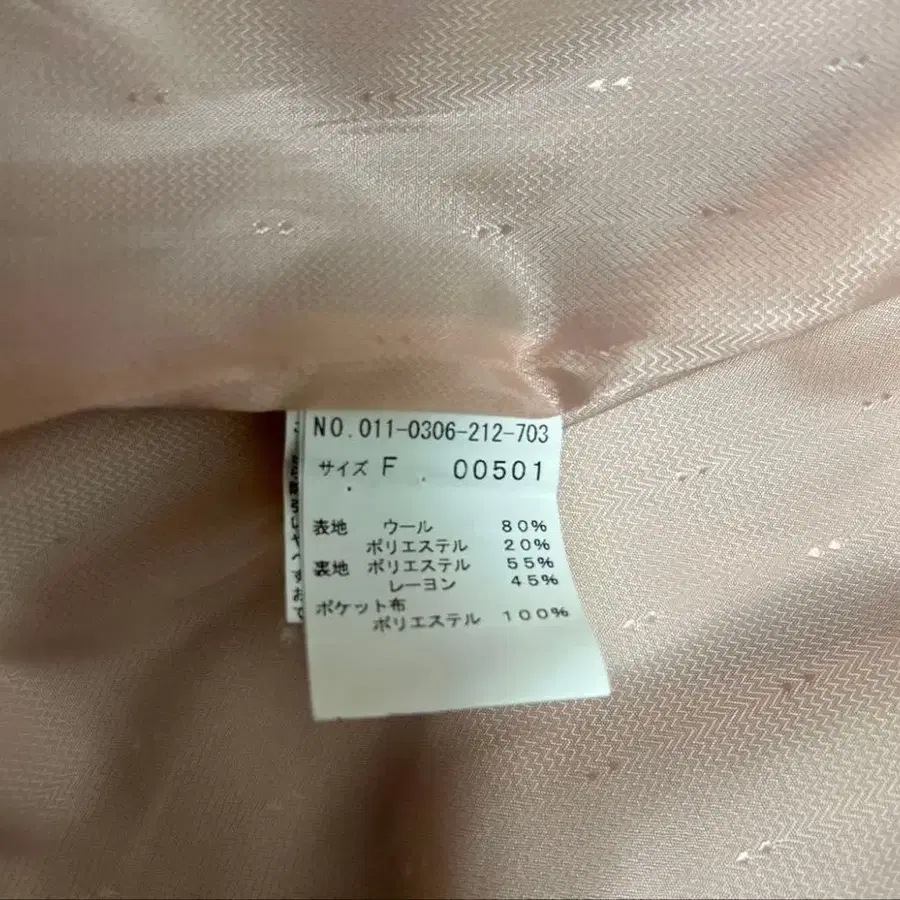 NO.011-0306-212-703
サイズ F 00501
表地 ウール 80%
ポリエステル 20%
裏地 ポリエステル 55%
レーヨン 45%
ポケット布
ポリエステル 100%